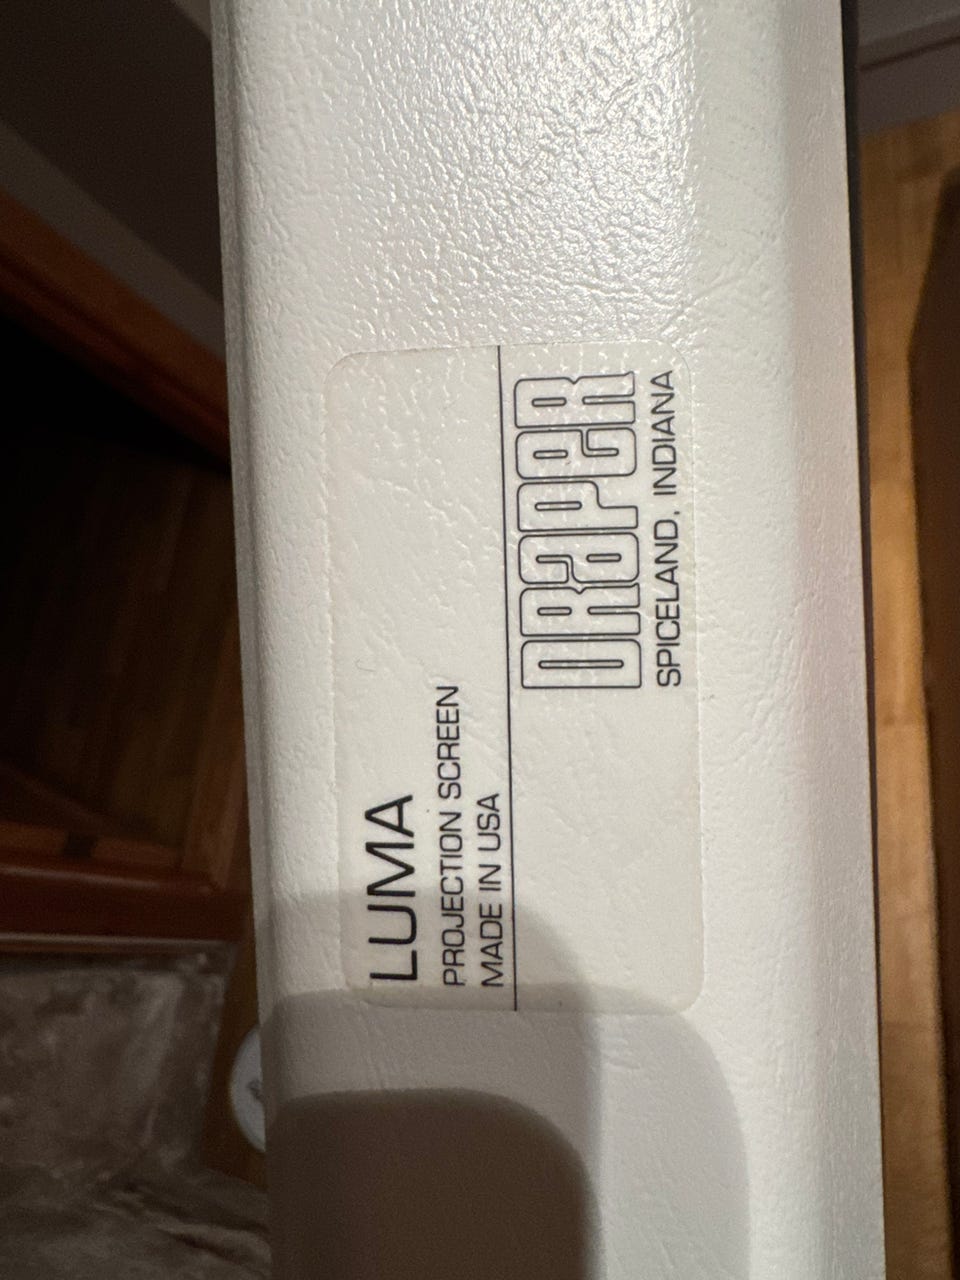 LUMA
PROJECTION SCREEN
MADE IN USA
DRAPER
SPICELAND, INDIANA